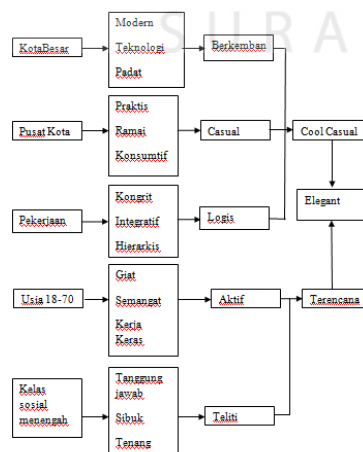 SURA
KotaBesar
Modern
Teknologi
Padat
Berkemban
Pusat Kota
Praktis
Ramai
Konsumtif
Casual
Cool Casual
Elegant
Pekerjaan
Kongrit
Integratif
Hierarkis
Logis
Usia 18-70
Giat
Semangat
Kerja
Keras
Aktif
Terencana
Kelas
sosial
menengah
Tanggung
jawab
Sibuk
Tenang
Teliti